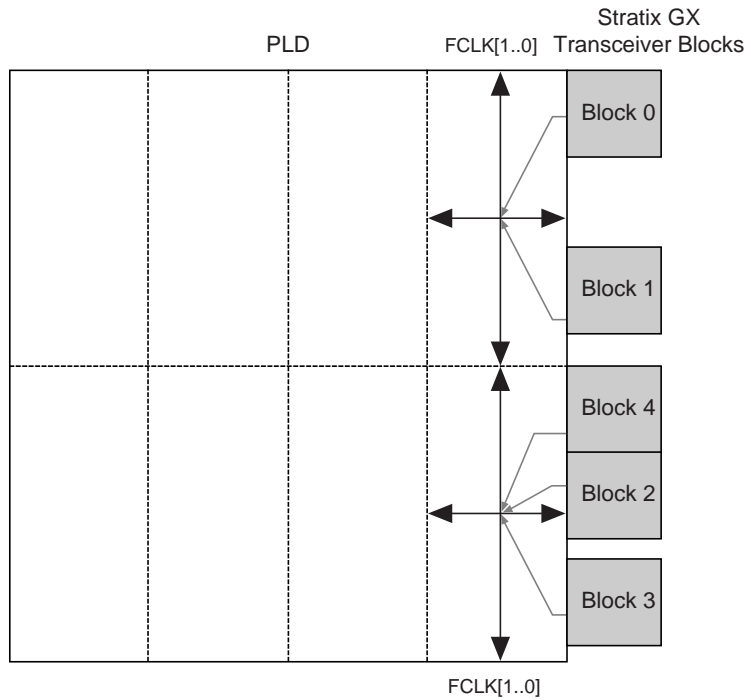 Stratix GX
PLD
FCLK[1..0]
Transceiver Blocks
Block 0
Block 1
Block 4
Block 2
Block 3
FCLK[1..0]